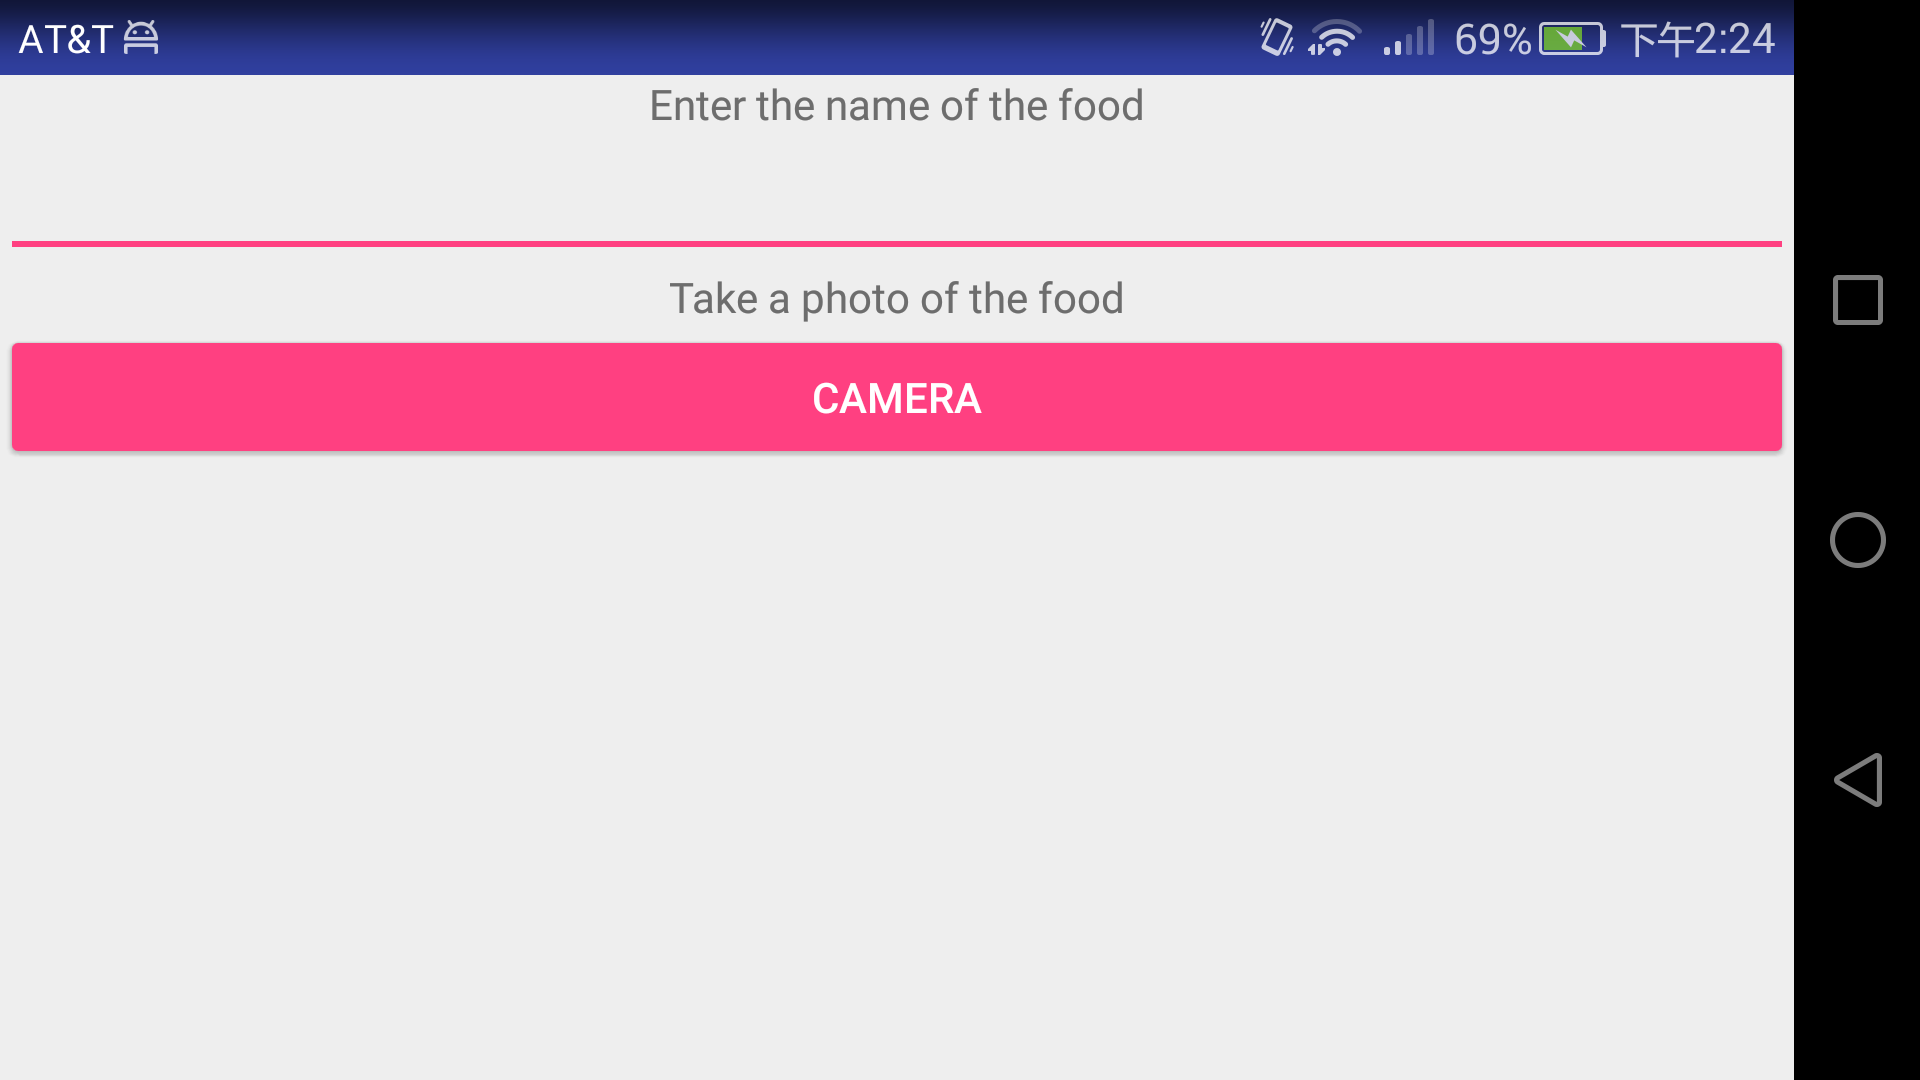 AT&T 69% 下午2:24
Enter the name of the food
Take a photo of the food
CAMERA